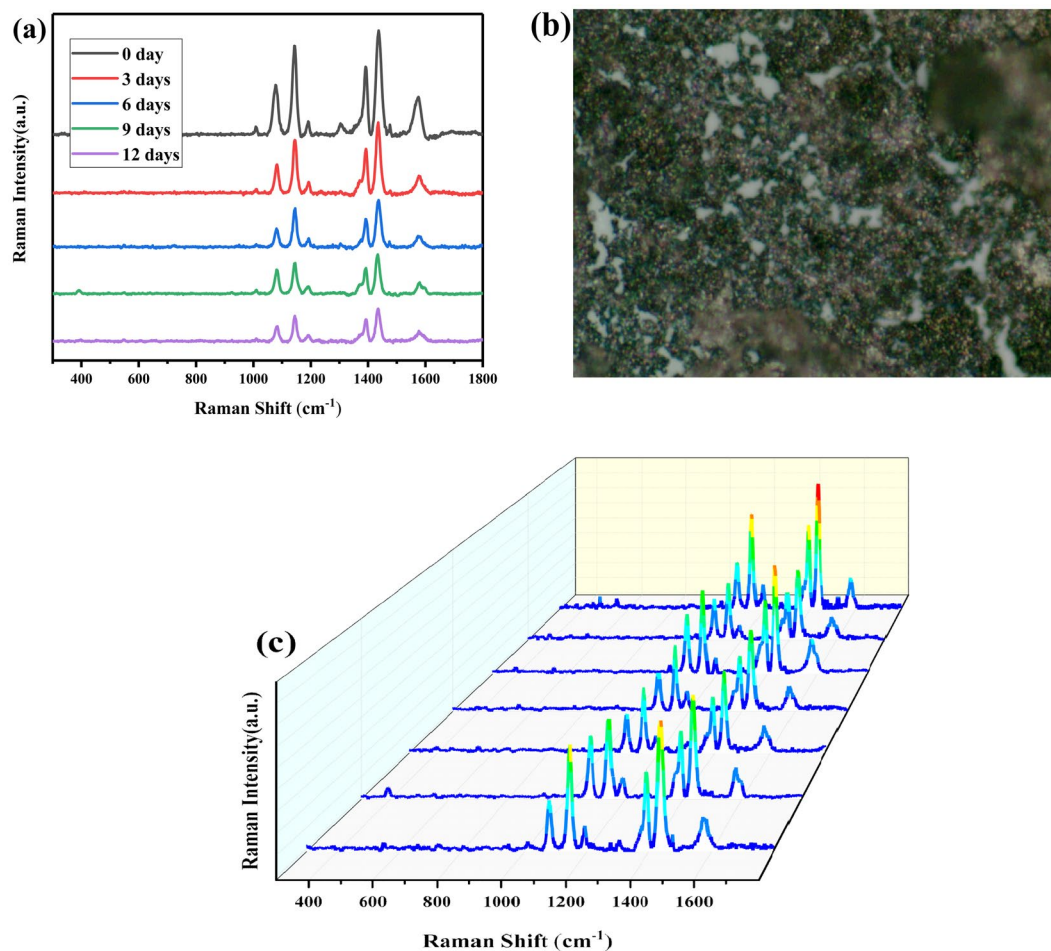 (a)
0 day
3 days
6 days
9 days
12 days
Raman Intensity(a.u.)
400 600 800 1000 1200 1400 1600 1800
Raman Shift (cm⁻¹)
(b)
(c)
Raman Intensity(a.u.)
400 600 800 1000 1200 1400 1600
Raman Shift (cm⁻¹)